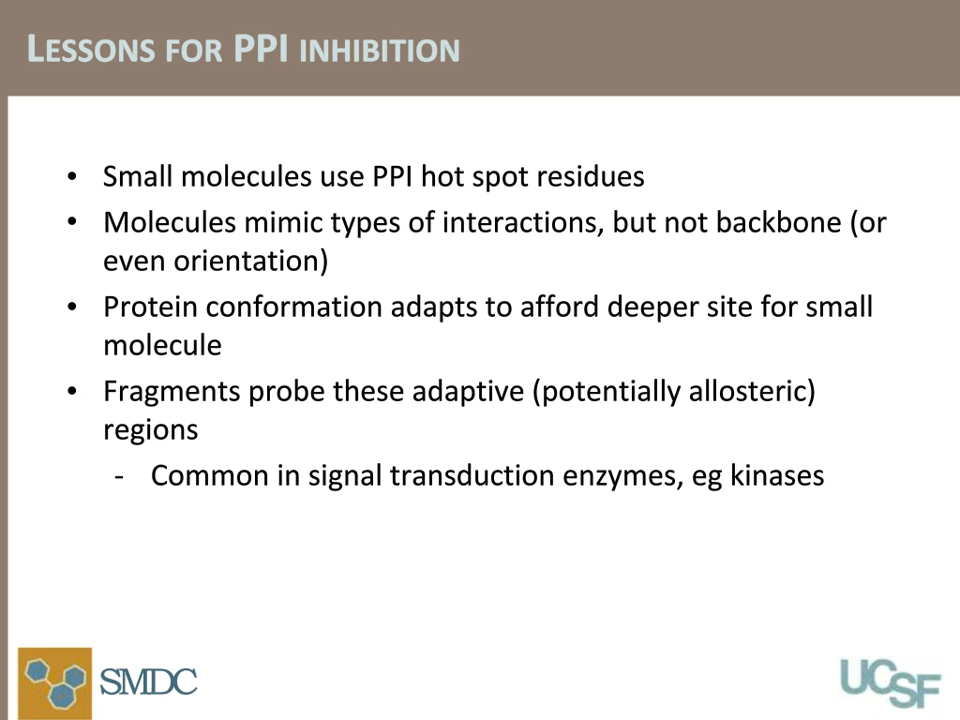 LESSONS FOR PPI INHIBITION
• Small molecules use PPI hot spot residues
• Molecules mimic types of interactions, but not backbone (or
even orientation)
• Protein conformation adapts to afford deeper site for small
molecule
• Fragments probe these adaptive (potentially allosteric)
regions
- Common in signal transduction enzymes, eg kinases
SMDC
UCSF